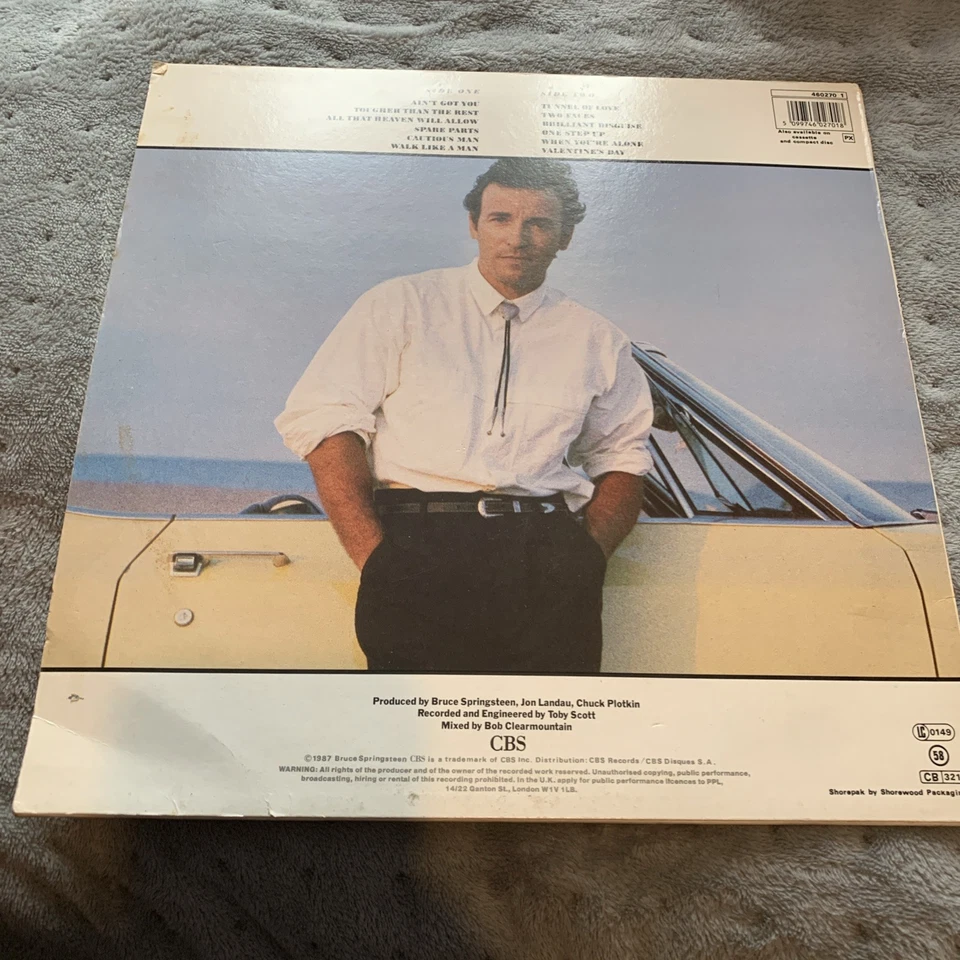 SIDE ONE
AIN'T GOT YOU
TOUGHER THAN THE REST
ALL THAT HEAVEN WILL ALLOW
SPARE PARTS
CAUTIOUS MAN
WALK LIKE A MAN
SIDE TWO
TUNNEL OF LOVE
TWO FACES
BRILLIANT DISGUISE
ONE STEP UP
WHEN YOU'RE ALONE
VALENTINE'S DAY
460270 1
5 099746 027018
Also available on
cassette
and compact disc
PX
Produced by Bruce Springsteen, Jon Landau, Chuck Plotkin
Recorded and Engineered by Toby Scott
Mixed by Bob Clearmountain
CBS
©1987 Bruce Springsteen CBS is a trademark of CBS Inc. Distribution: CBS Records/CBS Disques S.A.
WARNING: All rights of the producer and of the owner of the recorded work reserved. Unauthorised copying, public performance,
broadcasting, hiring or rental of this recording prohibited. In the U.K. apply for public performance licences to PPL,
14/22 Ganton St., London W1V 1LB.
LC 0149
58
CB 321
Shorepak by Shorewood Packagin